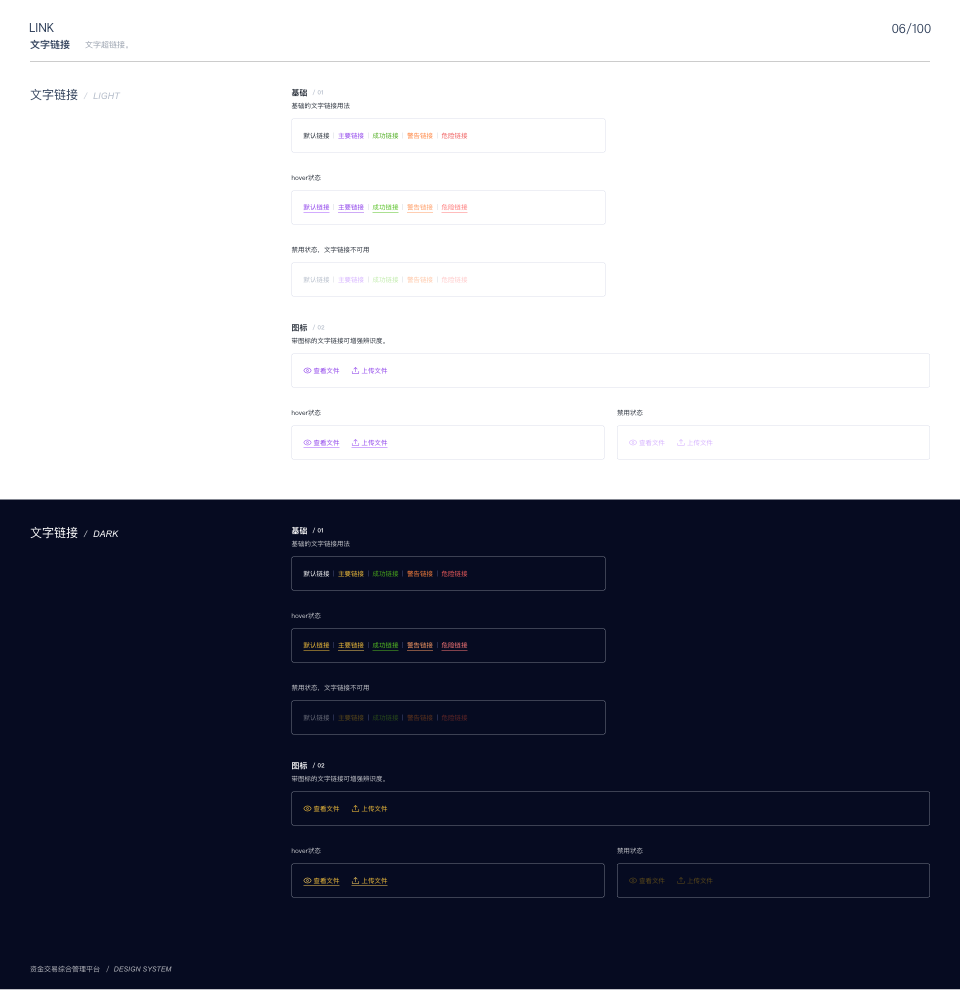 LINK
06/100
文字链接 文字超链接。
文字链接 / LIGHT
基础 / 01
基础的文字链接用法
默认链接 | 主要链接 | 成功链接 | 警告链接 | 危险链接
hover状态
默认链接 | 主要链接 | 成功链接 | 警告链接 | 危险链接
禁用状态，文字链接不可用
默认链接 | 主要链接 | 成功链接 | 警告链接 | 危险链接
图标 / 02
带图标的文字链接可增强辨识度。
查看文件 上传文件
hover状态 禁用状态
查看文件 上传文件 查看文件 上传文件
文字链接 / DARK
基础 / 01
基础的文字链接用法
默认链接 | 主要链接 | 成功链接 | 警告链接 | 危险链接
hover状态
默认链接 | 主要链接 | 成功链接 | 警告链接 | 危险链接
禁用状态，文字链接不可用
默认链接 | 主要链接 | 成功链接 | 警告链接 | 危险链接
图标 / 02
带图标的文字链接可增强辨识度。
查看文件 上传文件
hover状态 禁用状态
查看文件 上传文件 查看文件 上传文件
资金交易综合管理平台 / DESIGN SYSTEM